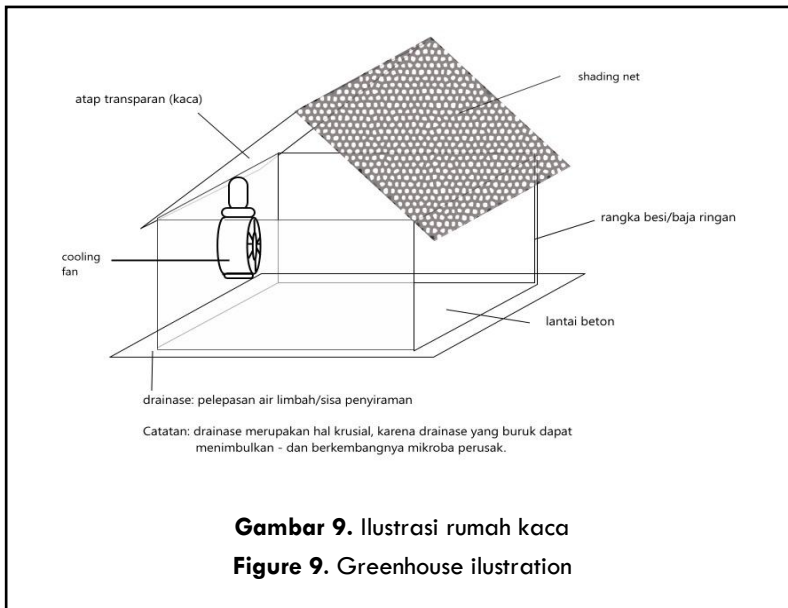 shading net
atap transparan (kaca)
rangka besi/baja ringan
cooling
fan
lantai beton
drainase: pelepasan air limbah/sisa penyiraman
Catatan: drainase merupakan hal krusial, karena drainase yang buruk dapat
menimbulkan - dan berkembangnya mikroba perusak.
Gambar 9. Ilustrasi rumah kaca
Figure 9. Greenhouse ilustration